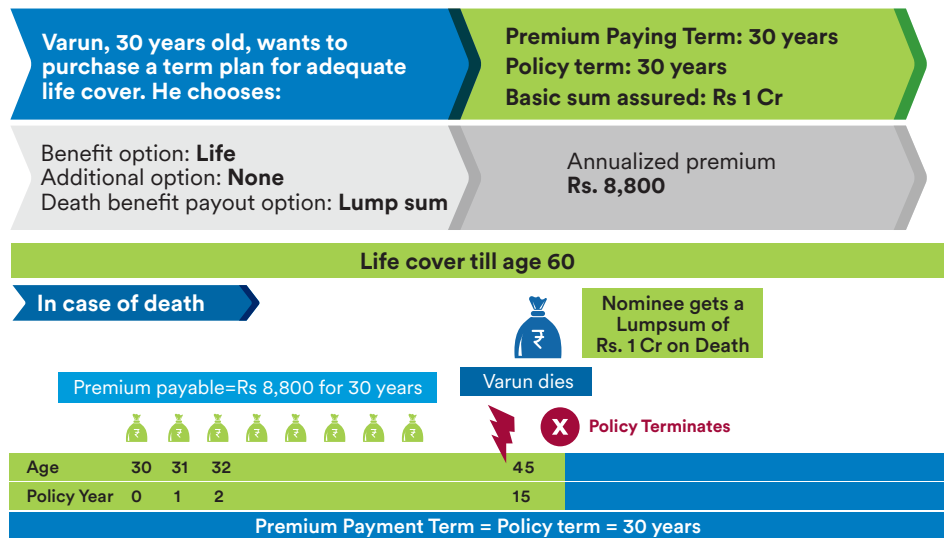 Varun, 30 years old, wants to
purchase a term plan for adequate
life cover. He chooses:
Premium Paying Term: 30 years
Policy term: 30 years
Basic sum assured: Rs 1 Cr
Benefit option: Life
Additional option: None
Death benefit payout option: Lump sum
Annualized premium
Rs. 8,800
Life cover till age 60
In case of death
₹
Nominee gets a
Lumpsum of
Rs. 1 Cr on Death
Premium payable=Rs 8,800 for 30 years
Varun dies
₹ ₹ ₹ ₹ ₹ ₹ ₹ ₹
X Policy Terminates
Age 30 31 32 45
Policy Year 0 1 2 15
Premium Payment Term = Policy term = 30 years